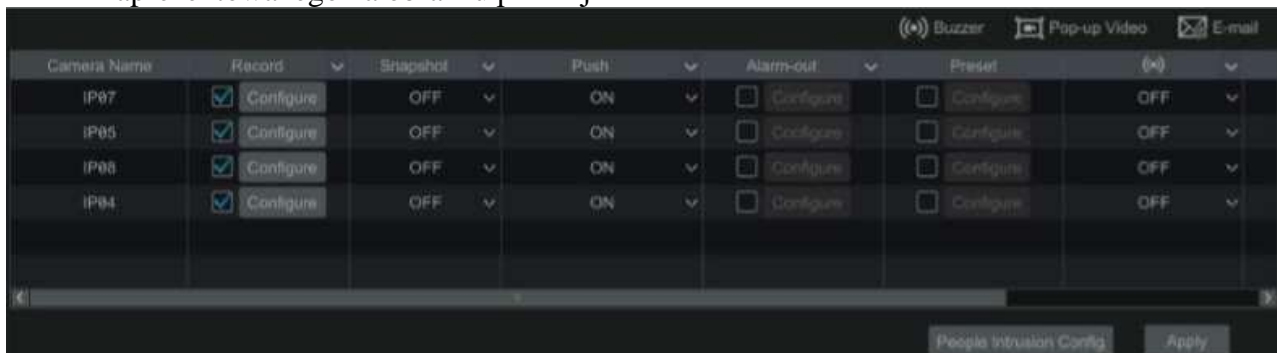 Buzzer Pop-up Video E-mail
Camera Name Record Snapshot Push Alarm-out Preset
IP07 Configure OFF ON Configure Configure OFF
IP05 Configure OFF ON Configure Configure OFF
IP08 Configure OFF ON Configure Configure OFF
IP04 Configure OFF ON Configure Configure OFF
People Intrusion Config. Apply